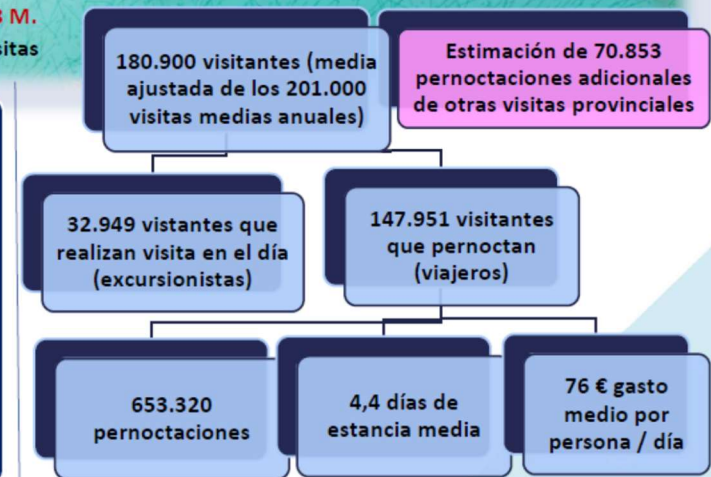 8 M.
sitas
180.900 visitantes (media
ajustada de los 201.000
visitas medias anuales)
Estimación de 70.853
pernoctaciones adicionales
de otras visitas provinciales
32.949 vistantes que
realizan visita en el día
(excursionistas)
147.951 visitantes
que pernoctan
(viajeros)
653.320
pernoctaciones
4,4 días de
estancia media
76 € gasto
medio por
persona / día